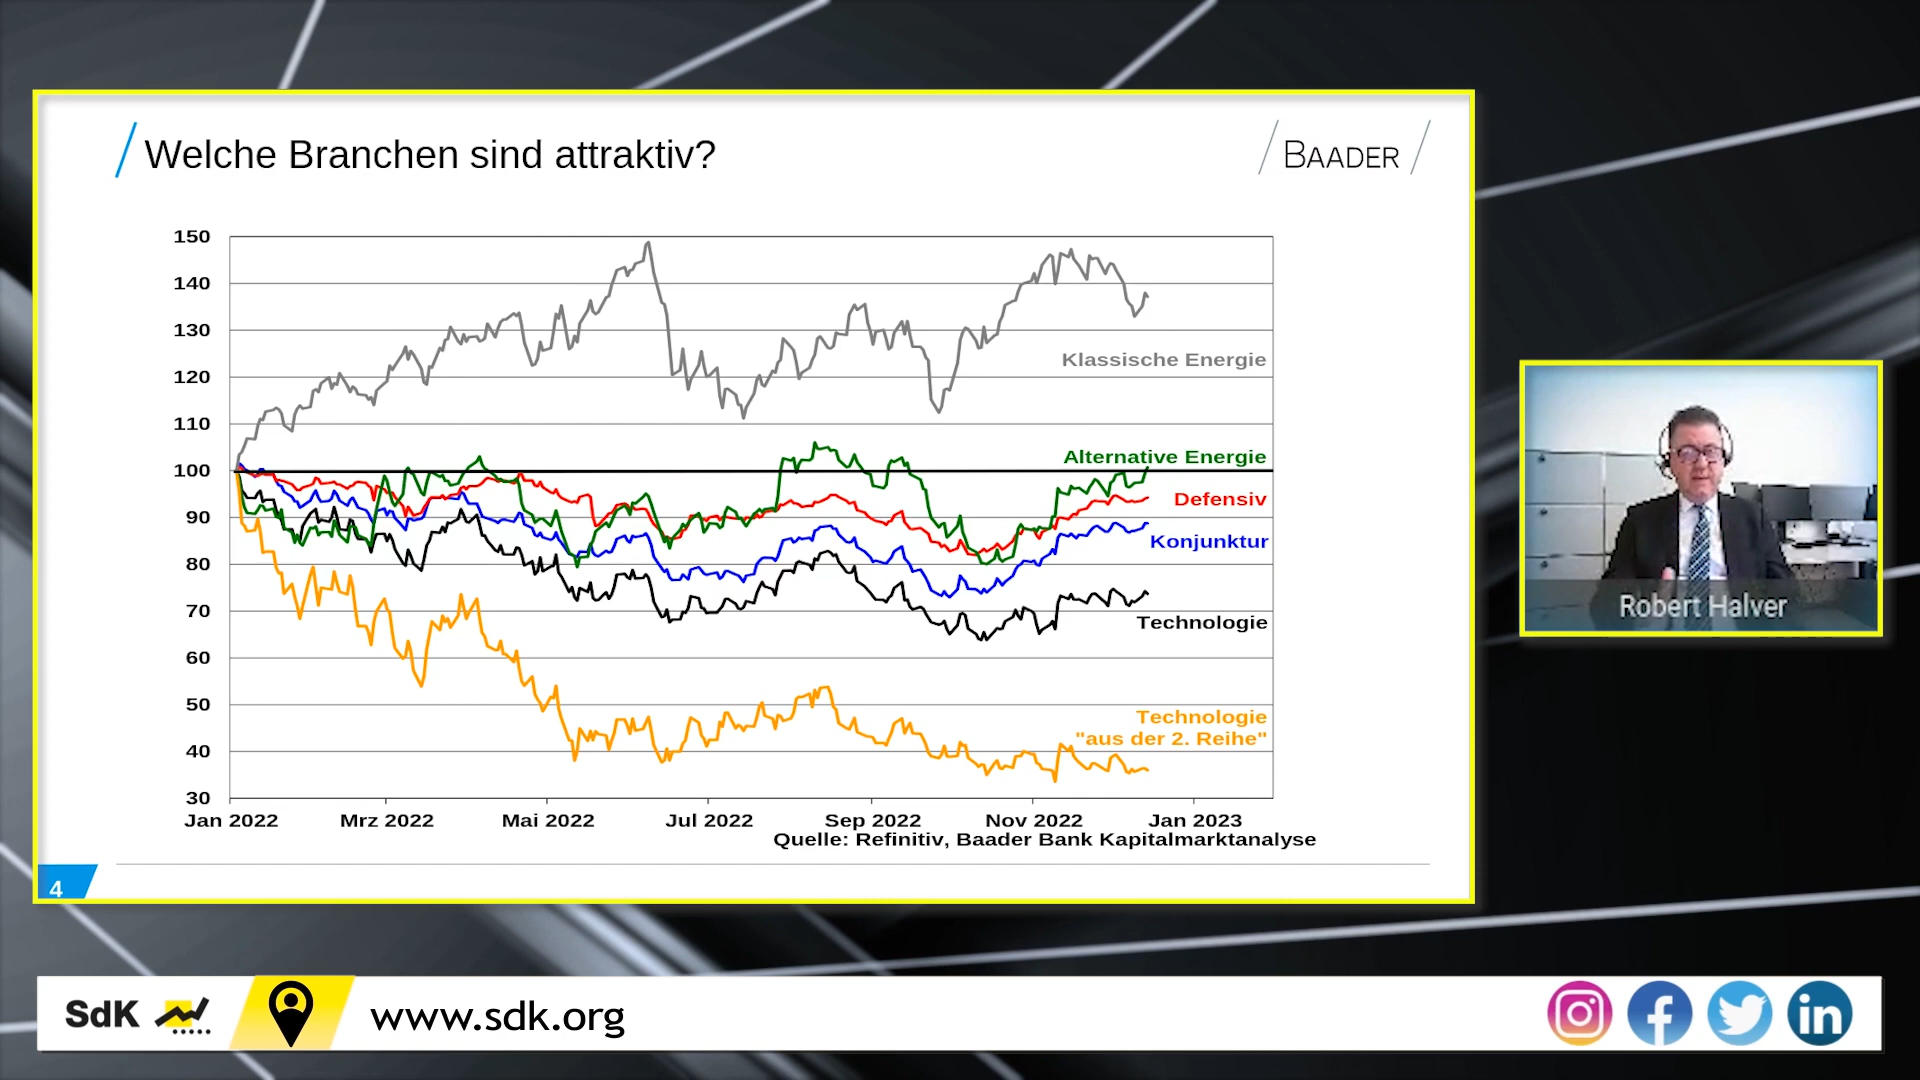 Welche Branchen sind attraktiv?
BAADER
150
140
130
120
110
100
90
80
70
60
50
40
30
Klassische Energie
Alternative Energie
Defensiv
Konjunktur
Technologie
Technologie
"aus der 2. Reihe"
Jan 2022 Mrz 2022 Mai 2022 Jul 2022 Sep 2022 Nov 2022 Jan 2023
Quelle: Refinitiv, Baader Bank Kapitalmarktanalyse
4
Robert Halver
SdK
www.sdk.org